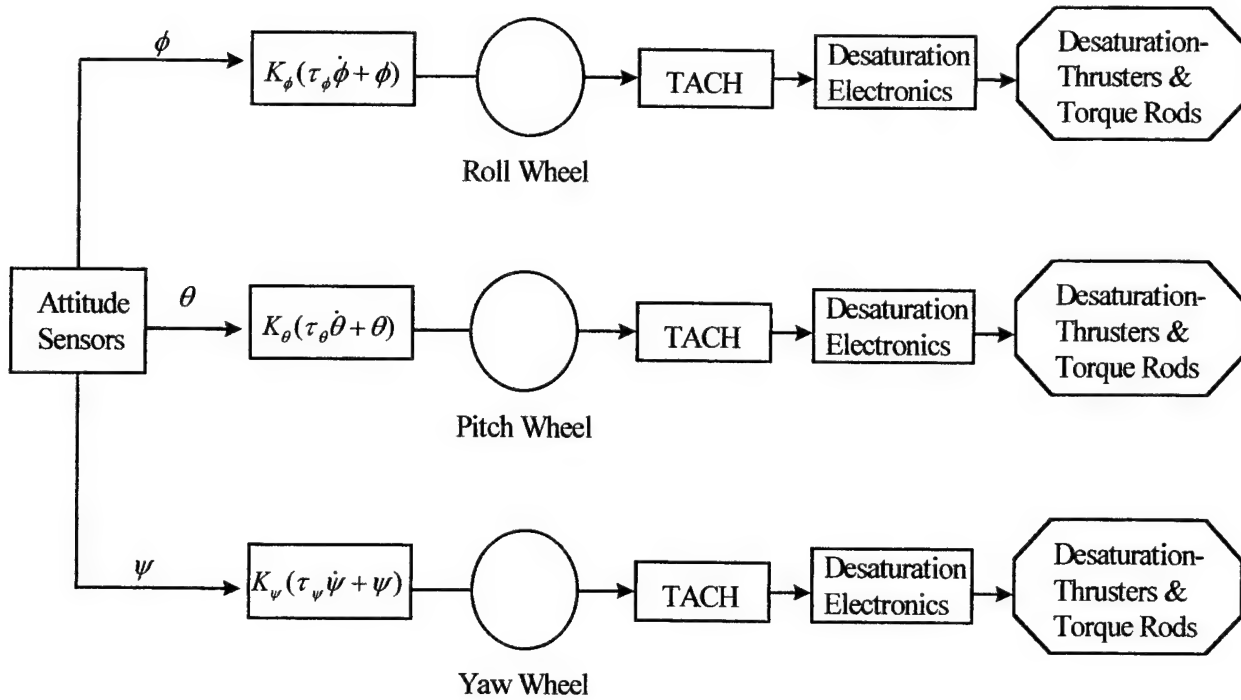 ϕ
K_ϕ(τ_ϕ ϕ̇ + ϕ)
TACH
Desaturation
Electronics
Desaturation-
Thrusters &
Torque Rods
Roll Wheel
Attitude
Sensors
θ
K_θ(τ_θ θ̇ + θ)
TACH
Desaturation
Electronics
Desaturation-
Thrusters &
Torque Rods
Pitch Wheel
ψ
K_ψ(τ_ψ ψ̇ + ψ)
TACH
Desaturation
Electronics
Desaturation-
Thrusters &
Torque Rods
Yaw Wheel